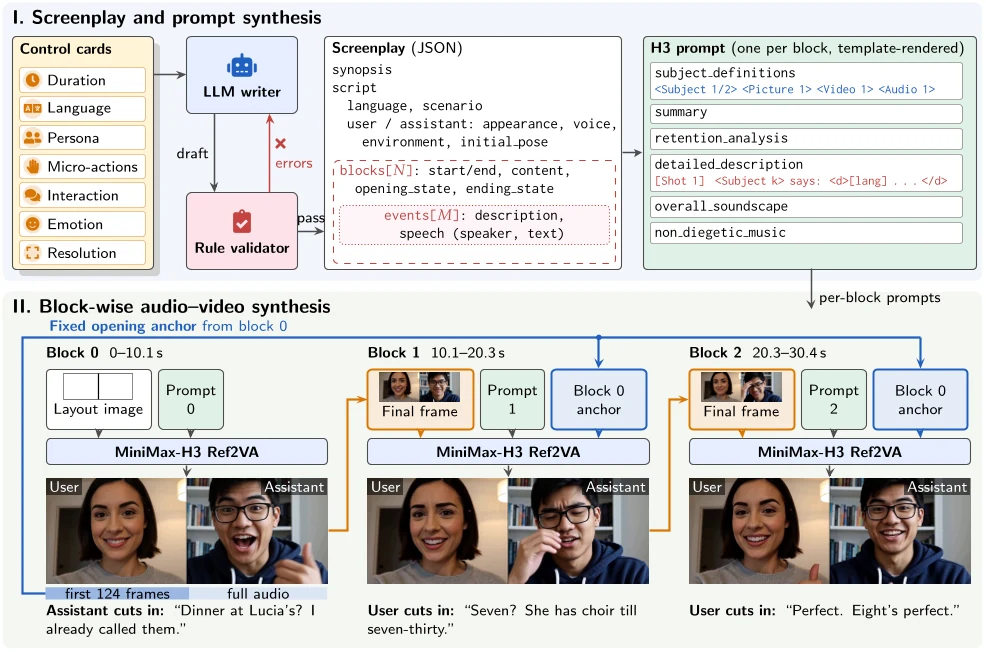 I. Screenplay and prompt synthesis
Control cards
Duration
Language
Persona
Micro-actions
Interaction
Emotion
Resolution
LLM writer
draft
errors
Rule validator
pass
Screenplay (JSON)
synopsis
script
language, scenario
user / assistant: appearance, voice,
environment, initial_pose
blocks[N]: start/end, content,
opening_state, ending_state
events[M]: description,
speech (speaker, text)
H3 prompt (one per block, template-rendered)
subject_definitions
<Subject 1/2> <Picture 1> <Video 1> <Audio 1>
summary
retention_analysis
detailed_description
[Shot 1] <Subject k> says: <d>[lang] ...</d>
overall_soundscape
non_diegetic_music
per-block prompts
II. Block-wise audio–video synthesis
Fixed opening anchor from block 0
Block 0 0–10.1 s
Layout image
Prompt
0
MiniMax-H3 Ref2VA
User
Assistant
first 124 frames
full audio
Assistant cuts in: “Dinner at Lucia's? I
already called them.”
Block 1 10.1–20.3 s
Final frame
Prompt
1
Block 0
anchor
MiniMax-H3 Ref2VA
User
Assistant
User cuts in: “Seven? She has choir till
seven-thirty.”
Block 2 20.3–30.4 s
Final frame
Prompt
2
Block 0
anchor
MiniMax-H3 Ref2VA
User
Assistant
User cuts in: “Perfect. Eight's perfect.”